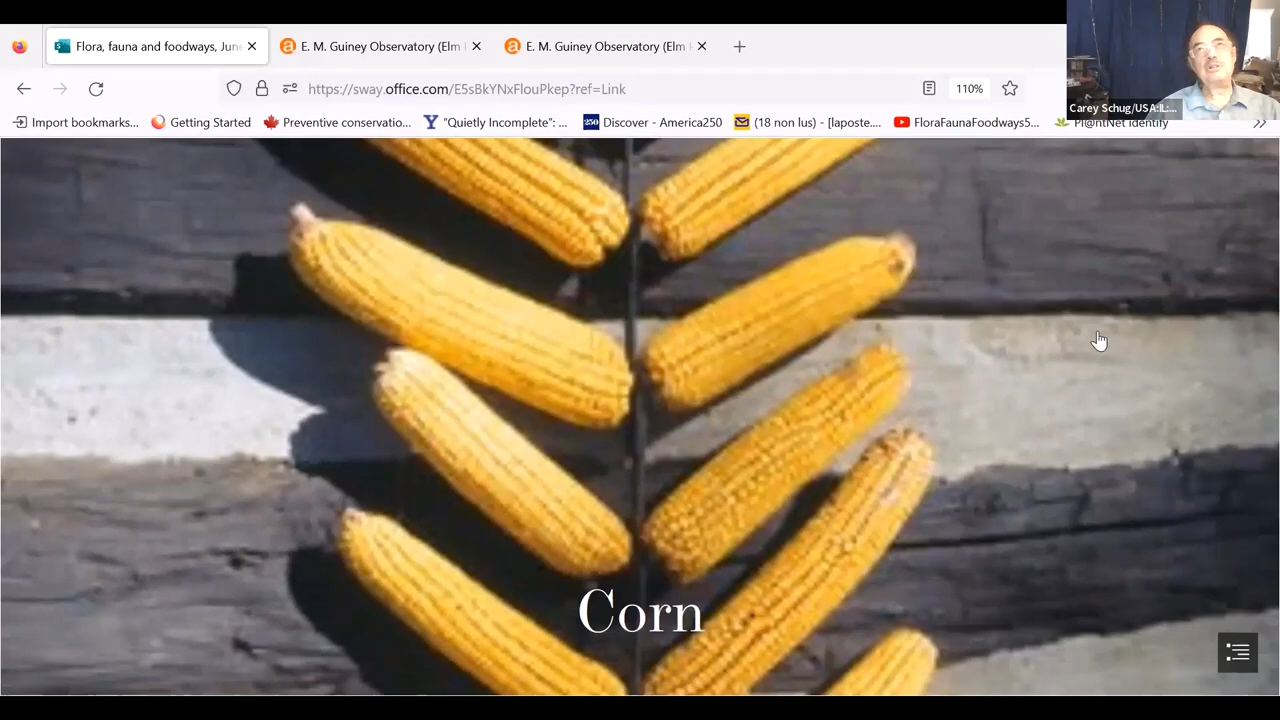 Flora, fauna and foodways, June
E. M. Guiney Observatory (Elm
E. M. Guiney Observatory (Elm
https://sway.office.com/E5sBkYNxFlouPkep?ref=Link
110%
Import bookmarks...
Getting Started
Preventive conservatio...
"Quietly Incomplete": ...
250 Discover - America250
(18 non lus) - [laposte....
FloraFaunaFoodways5...
Pl@ntNet Identify
Carey Schug/USA:IL:...
Corn